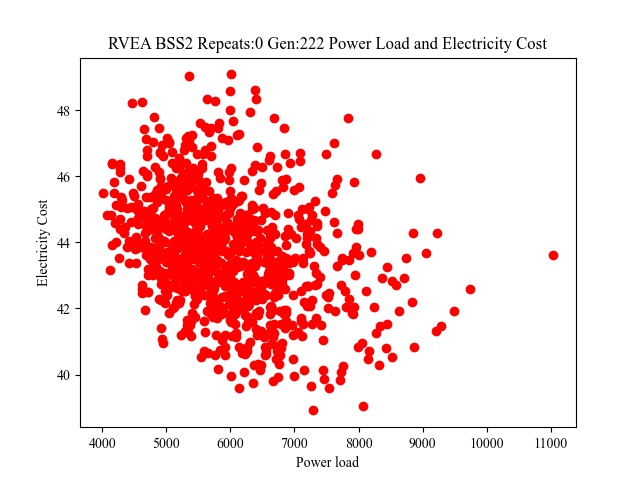 RVEA BSS2 Repeats:0 Gen:222 Power Load and Electricity Cost
Electricity Cost
48
46
44
42
40
4000 5000 6000 7000 8000 9000 10000 11000
Power load